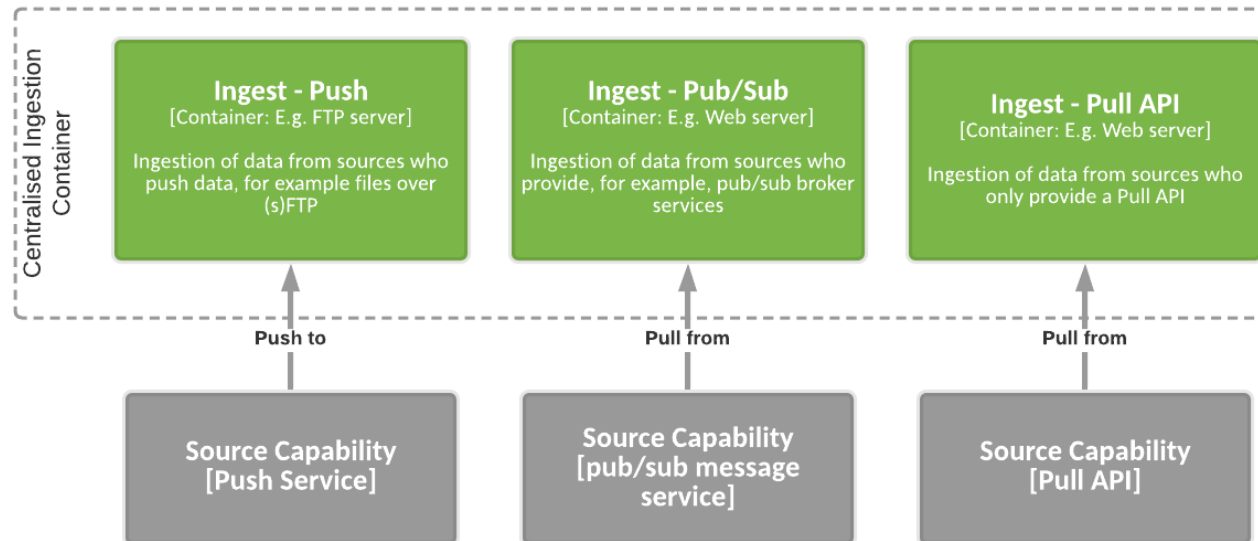 Centralised Ingestion
Container
Ingest - Push
[Container: E.g. FTP server]
Ingestion of data from sources who
push data, for example files over
(s)FTP
Ingest - Pub/Sub
[Container: E.g. Web server]
Ingestion of data from sources who
provide, for example, pub/sub broker
services
Ingest - Pull API
[Container: E.g. Web server]
Ingestion of data from sources who
only provide a Pull API
Push to
Pull from
Pull from
Source Capability
[Push Service]
Source Capability
[pub/sub message
service]
Source Capability
[Pull API]